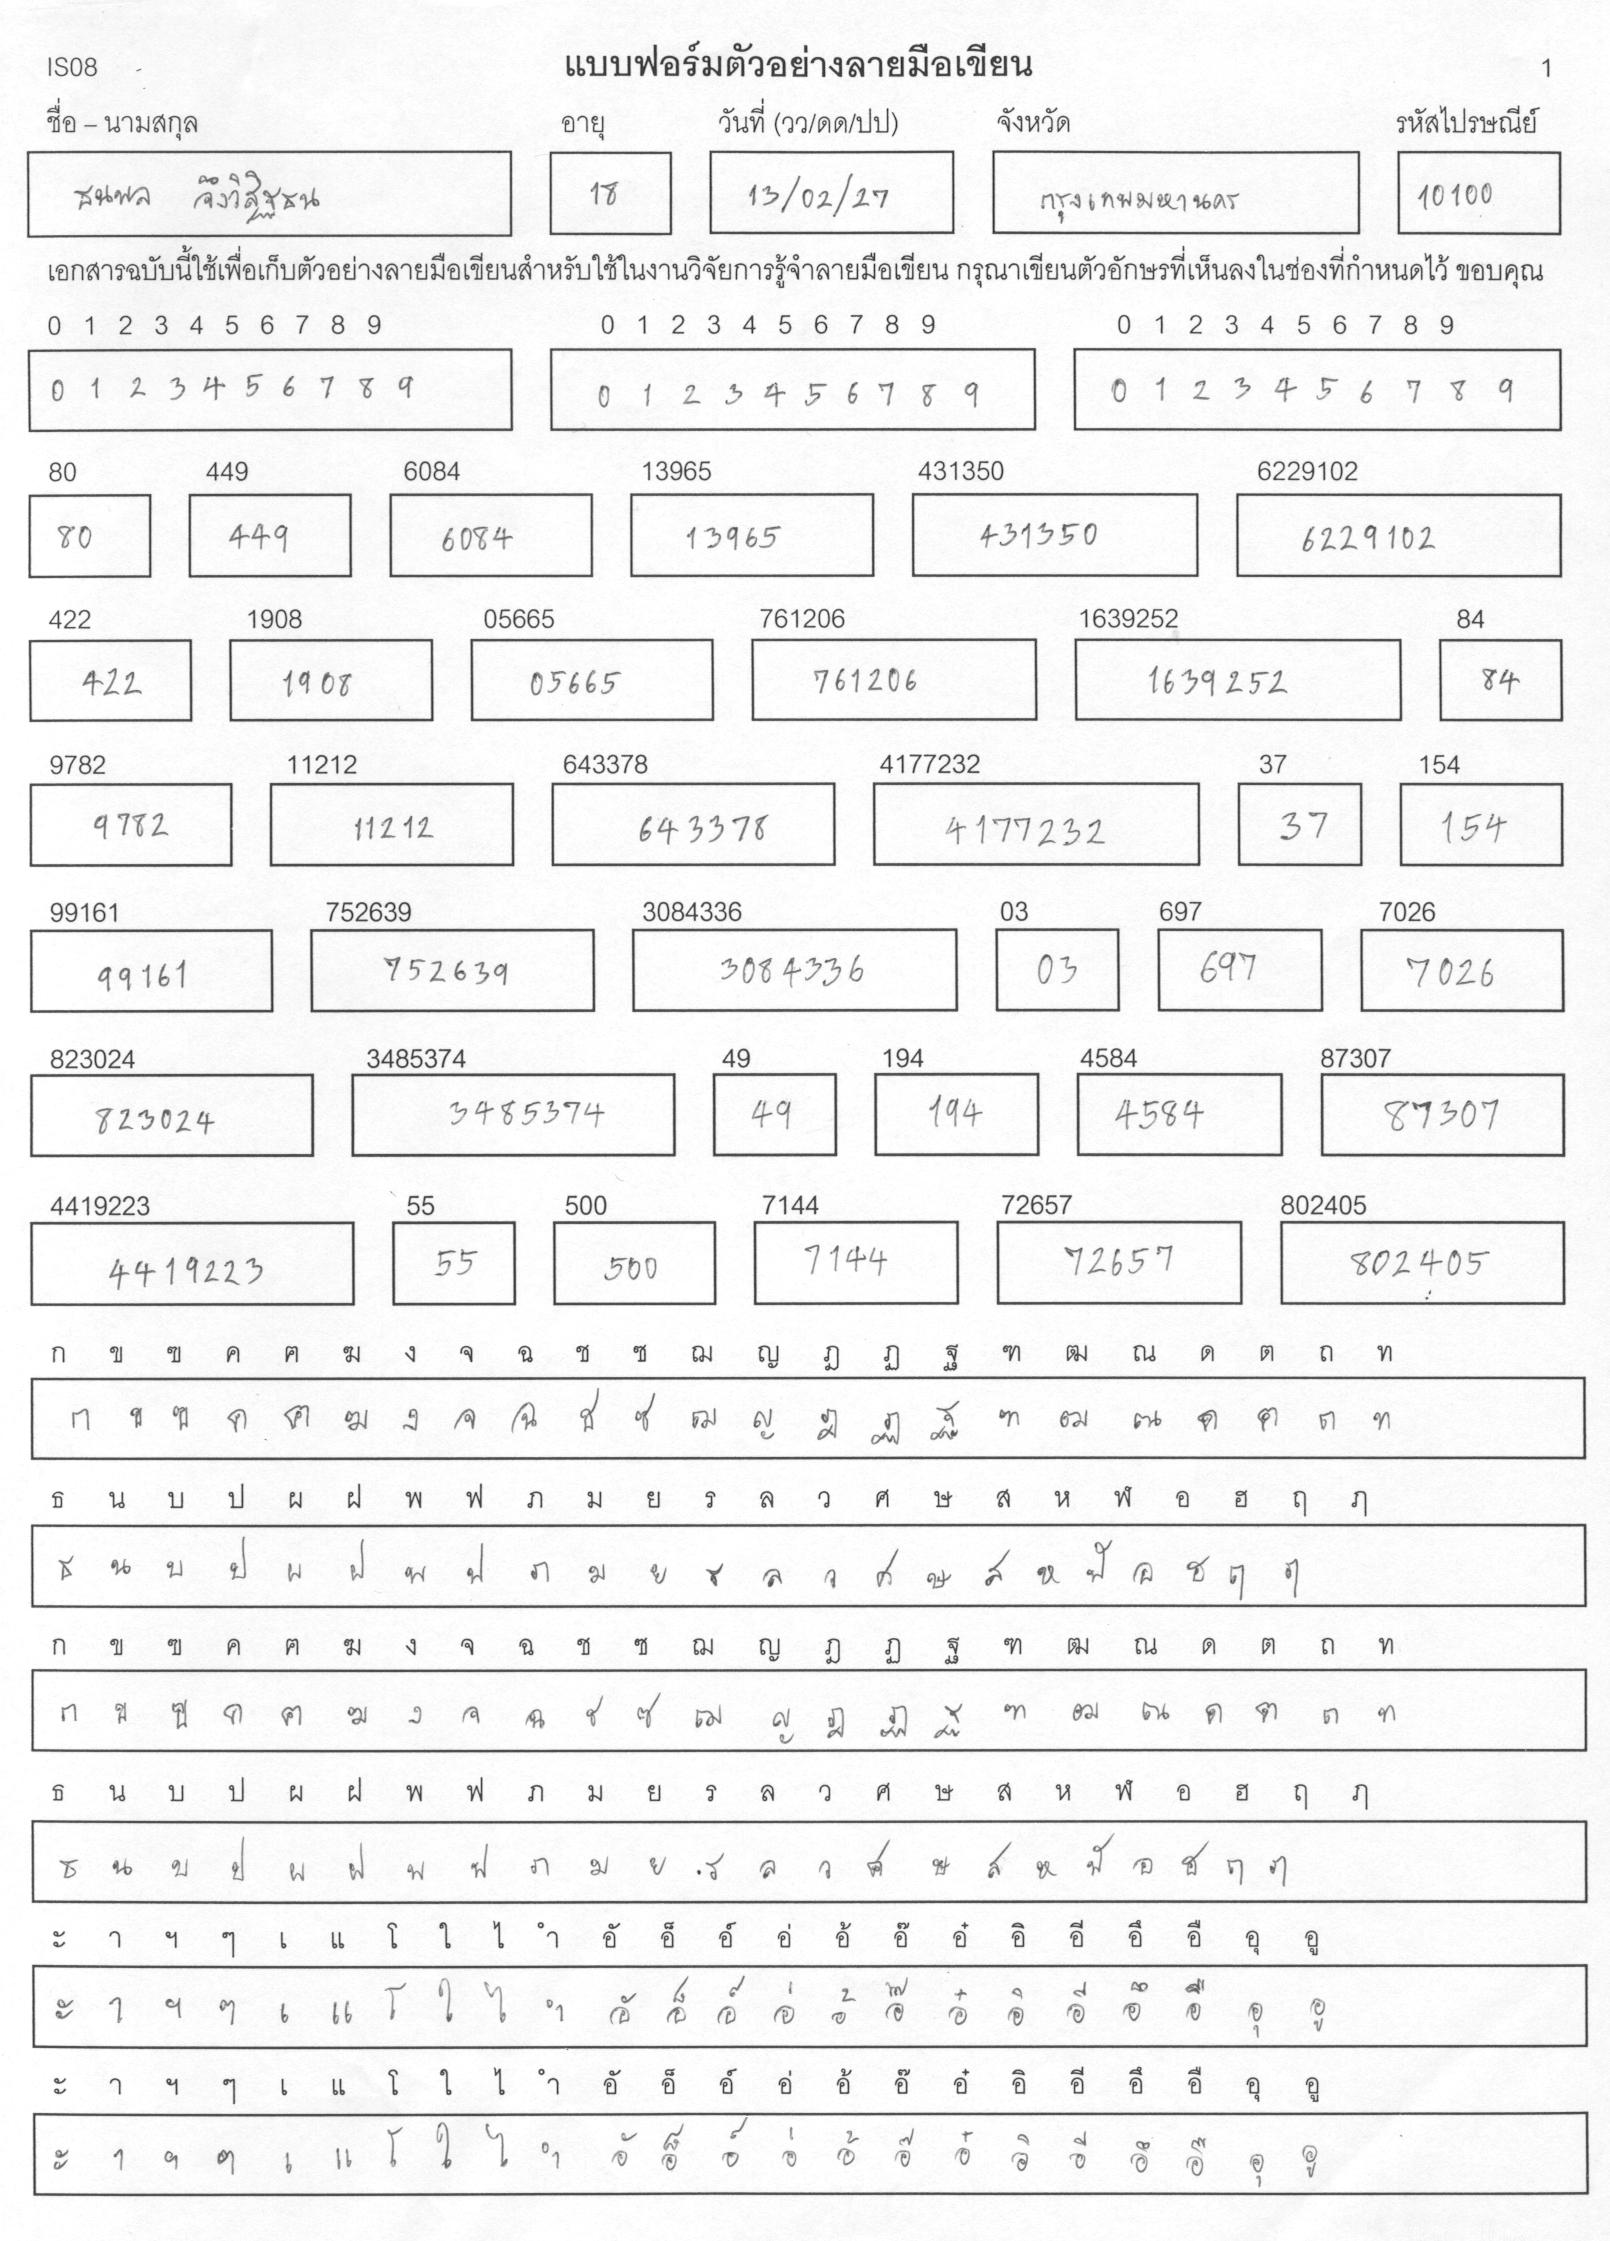 IS08 แบบฟอร์มตัวอย่างลายมือเขียน 1
ชื่อ – นามสกุล อายุ วันที่ (วว/ดด/ปป) จังหวัด รหัสไปรษณีย์
ธนพล จึงวิสิฐธน 18 13/02/27 กรุงเทพมหานคร 10100
เอกสารฉบับนี้ใช้เพื่อเก็บตัวอย่างลายมือเขียนสำหรับใช้ในงานวิจัยการรู้จำลายมือเขียน กรุณาเขียนตัวอักษรที่เห็นลงในช่องที่กำหนดไว้ ขอบคุณ
0 1 2 3 4 5 6 7 8 9 0 1 2 3 4 5 6 7 8 9 0 1 2 3 4 5 6 7 8 9
0 1 2 3 4 5 6 7 8 9 0 1 2 3 4 5 6 7 8 9 0 1 2 3 4 5 6 7 8 9
80 449 6084 13965 431350 6229102
80 449 6084 13965 431350 6229102
422 1908 05665 761206 1639252 84
422 1908 05665 761206 1639252 84
9782 11212 643378 4177232 37 154
9782 11212 643378 4177232 37 154
99161 752639 3084336 03 697 7026
99161 752639 3084336 03 697 7026
823024 3485374 49 194 4584 87307
823024 3485374 49 194 4584 87307
4419223 55 500 7144 72657 802405
4419223 55 500 7144 72657 802405
ก ข ฃ ค ฅ ฆ ง จ ฉ ช ซ ฌ ญ ฎ ฏ ฐ ฑ ฒ ณ ด ต ถ ท
ก ข ฃ ค ฅ ฆ ง จ ฉ ช ซ ฌ ญ ฎ ฏ ฐ ฑ ฒ ณ ด ต ถ ท
ธ น บ ป ผ ฝ พ ฟ ภ ม ย ร ล ว ศ ษ ส ห ฬ อ ฮ ฤ ฦ
ธ น บ ป ผ ฝ พ ฟ ภ ม ย ร ล ว ศ ษ ส ห ฬ อ ฮ ฤ ฦ
ก ข ฃ ค ฅ ฆ ง จ ฉ ช ซ ฌ ญ ฎ ฏ ฐ ฑ ฒ ณ ด ต ถ ท
ก ข ฃ ค ฅ ฆ ง จ ฉ ช ซ ฌ ญ ฎ ฏ ฐ ฑ ฒ ณ ด ต ถ ท
ธ น บ ป ผ ฝ พ ฟ ภ ม ย ร ล ว ศ ษ ส ห ฬ อ ฮ ฤ ฦ
ธ น บ ป ผ ฝ พ ฟ ภ ม ย ร ล ว ศ ษ ส ห ฬ อ ฮ ฤ ฦ
ะ า ฯ ๆ เ แ โ ใ ไ ำ อั อ็ อ์ อ่ อ้ อ๊ อ๋ อิ อี อึ อื อุ อู
ะ า ฯ ๆ เ แ โ ใ ไ ำ อั อ็ อ์ อ่ อ้ อ๊ อ๋ อิ อี อึ อื อุ อู
ะ า ฯ ๆ เ แ โ ใ ไ ำ อั อ็ อ์ อ่ อ้ อ๊ อ๋ อิ อี อึ อื อุ อู
ะ า ฯ ๆ เ แ โ ใ ไ ำ อั อ็ อ์ อ่ อ้ อ๊ อ๋ อิ อี อึ อื อุ อู